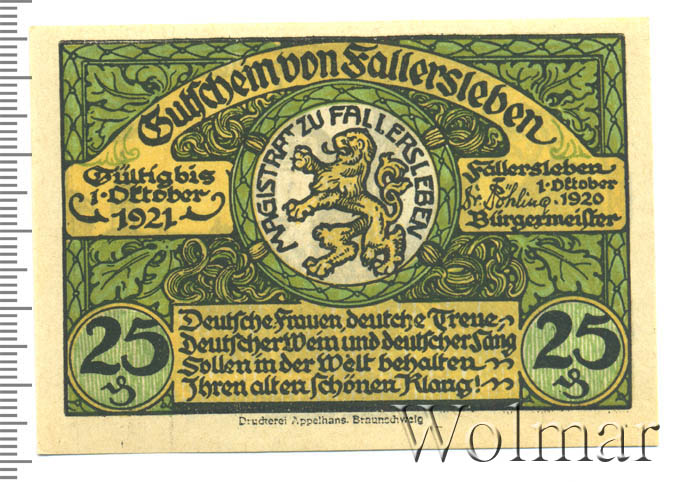 Gutschein von Fallersleben
MAGISTRAT ZU FALLERSLEBEN
Gültig bis
1. Oktober
1921
Fallersleben
1. Oktober
1920
Bürgermeister
Deutsche Frauen, deutche Treue,
Deutscher Wein und deutscher Sang
Sollen in der Welt behalten
Ihren alten schönen Klang!
25
25
Druckerei Appelhans, Braunschweig
Wolmar